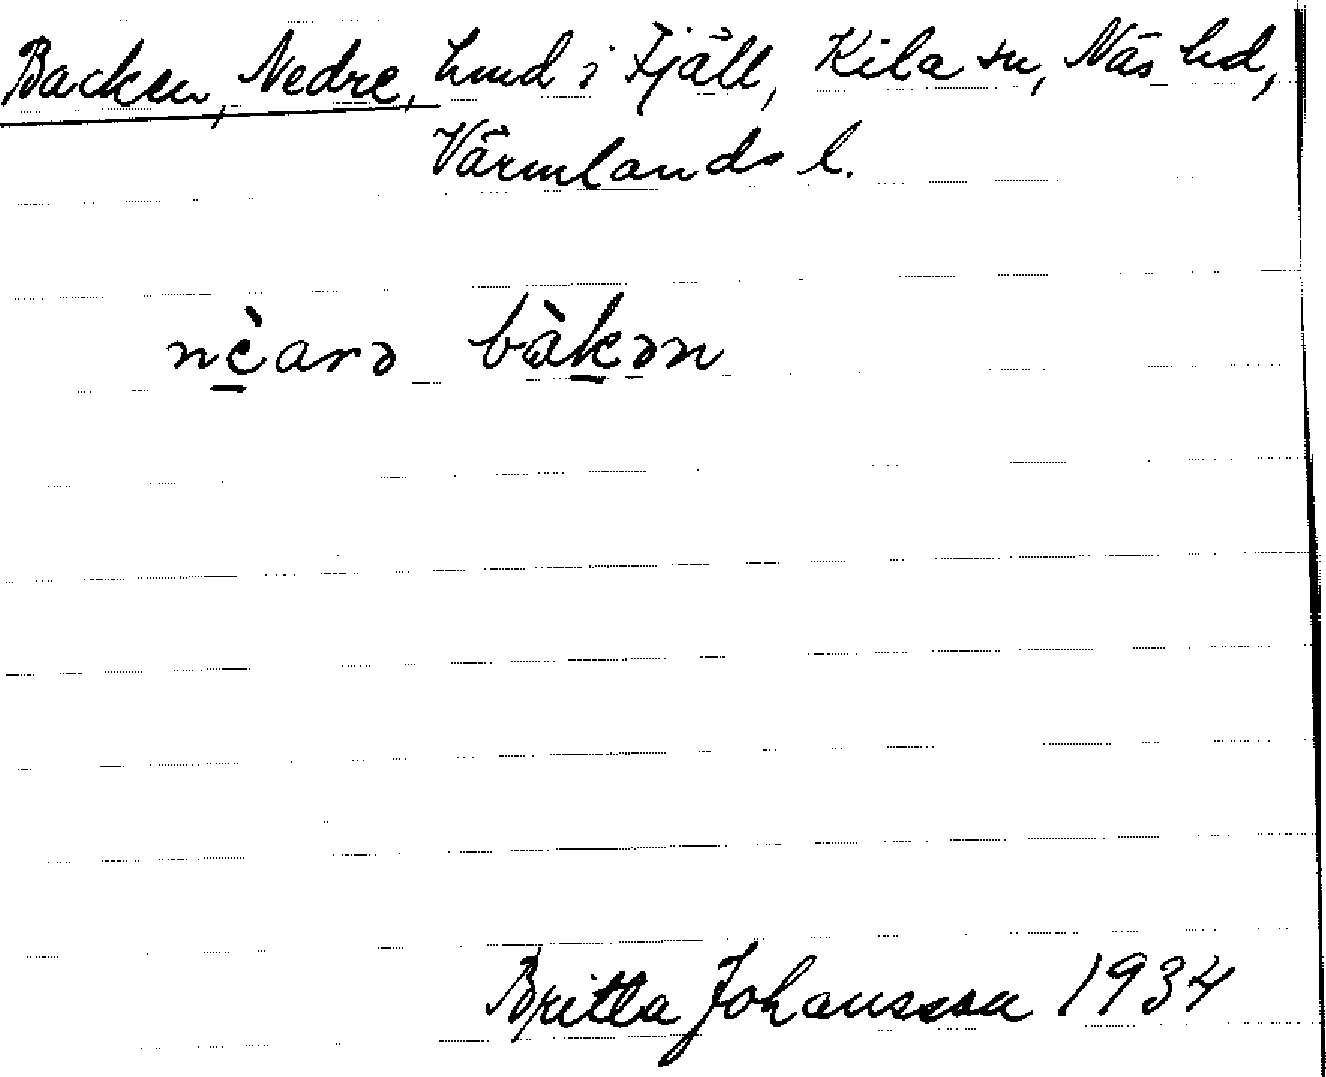 Backen, Nedre, hmd i Fjäll, Kila sn, Näs hd,
Värmlands l.
nèarə bàkən
Britta Johansson 1934